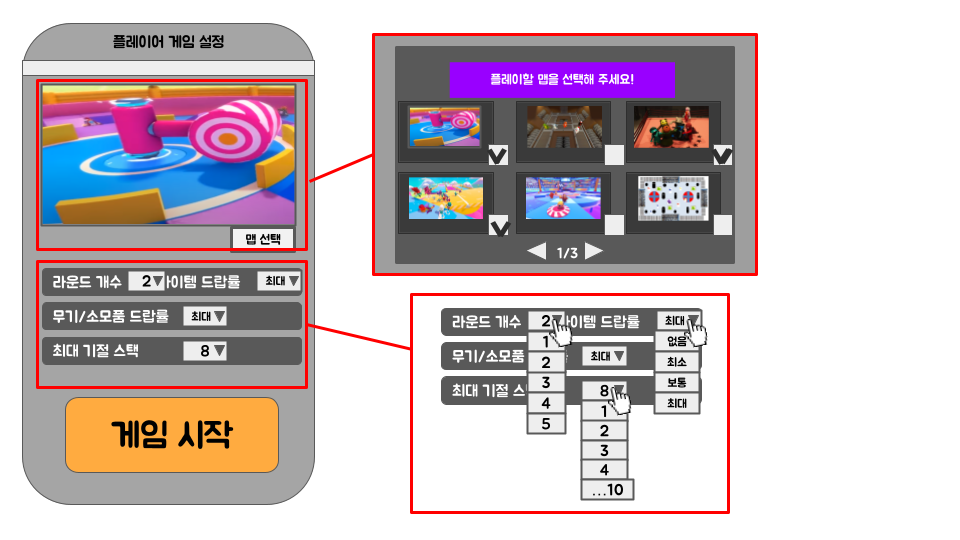 플레이어 게임 설정
맵 선택
라운드 개수 2 아이템 드랍률 최대
무기/소모품 드랍률 최대
최대 기절 스택 8
게임 시작
플레이할 맵을 선택해 주세요!
1/3
라운드 개수 2 아이템 드랍률 최대
무기/소모품 최대
최대 기절 스 8
1
2
3
4
5
1
2
3
4
...10
없음
최소
보통
최대